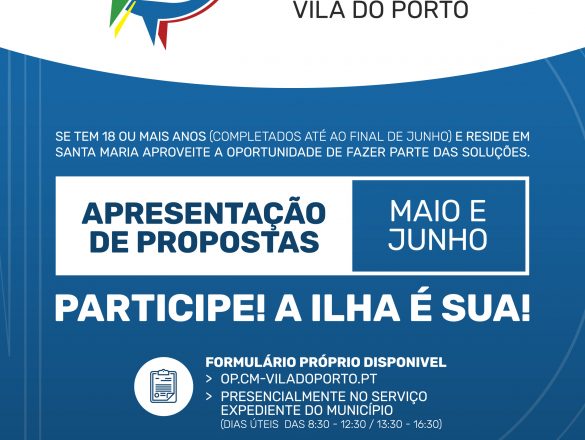 VILA DO PORTO
SE TEM 18 OU MAIS ANOS (COMPLETADOS ATÉ AO FINAL DE JUNHO) E RESIDE EM
SANTA MARIA APROVEITE A OPORTUNIDADE DE FAZER PARTE DAS SOLUÇÕES.
APRESENTAÇÃO
DE PROPOSTAS
MAIO E
JUNHO
PARTICIPE! A ILHA É SUA!
FORMULÁRIO PRÓPRIO DISPONIVEL
> OP.CM-VILADOPORTO.PT
> PRESENCIALMENTE NO SERVIÇO
EXPEDIENTE DO MUNICÍPIO
(DIAS ÚTEIS DAS 8:30 - 12:30 / 13:30 - 16:30)